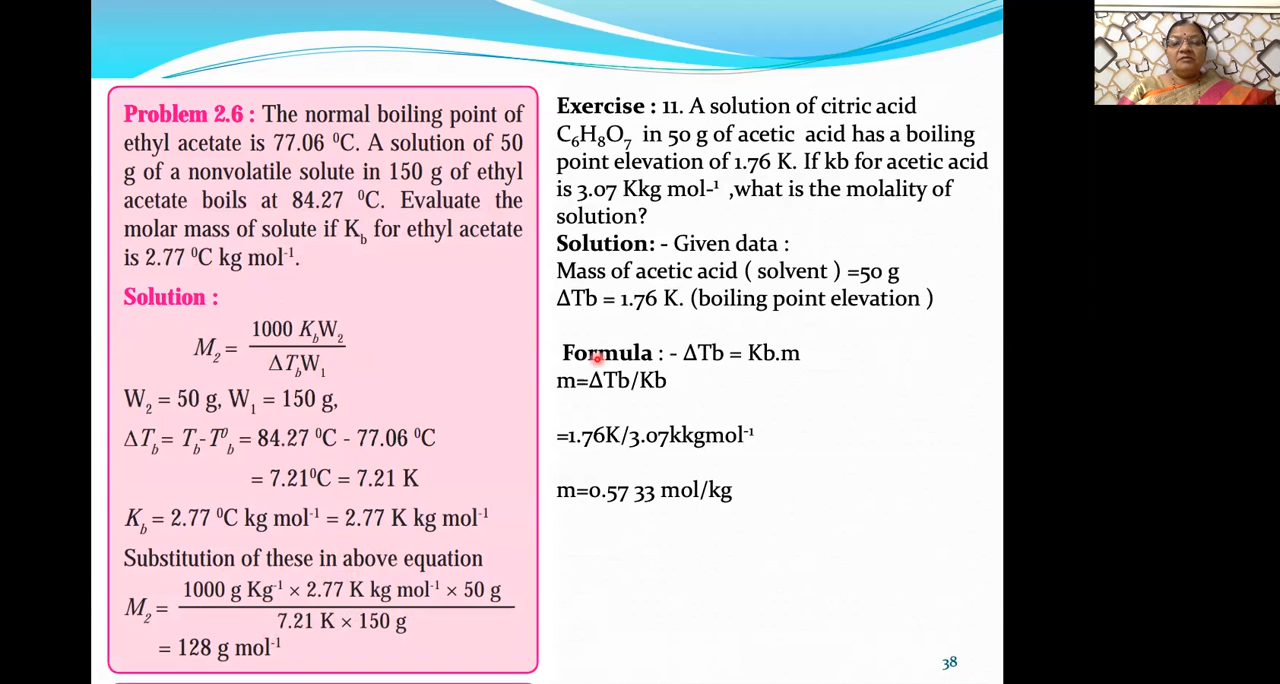 Problem 2.6 : The normal boiling point of
ethyl acetate is 77.06 ⁰C. A solution of 50
g of a nonvolatile solute in 150 g of ethyl
acetate boils at 84.27 ⁰C. Evaluate the
molar mass of solute if K_b for ethyl acetate
is 2.77 ⁰C kg mol⁻¹.
Solution :
M₂ = 1000 K_bW₂ / ΔT_bW₁
W₂ = 50 g, W₁ = 150 g,
ΔT_b = T_b-T⁰_b = 84.27 ⁰C - 77.06 ⁰C
= 7.21⁰C = 7.21 K
K_b = 2.77 ⁰C kg mol⁻¹ = 2.77 K kg mol⁻¹
Substitution of these in above equation
M₂ = 1000 g Kg⁻¹ × 2.77 K kg mol⁻¹ × 50 g / 7.21 K × 150 g
= 128 g mol⁻¹
Exercise : 11. A solution of citric acid
C₆H₈O₇ in 50 g of acetic acid has a boiling
point elevation of 1.76 K. If kb for acetic acid
is 3.07 Kkg mol-¹ ,what is the molality of
solution?
Solution: - Given data :
Mass of acetic acid ( solvent ) =50 g
ΔTb = 1.76 K. (boiling point elevation )
Formula : - ΔTb = Kb.m
m=ΔTb/Kb
=1.76K/3.07kkgmol⁻¹
m=0.57 33 mol/kg
38